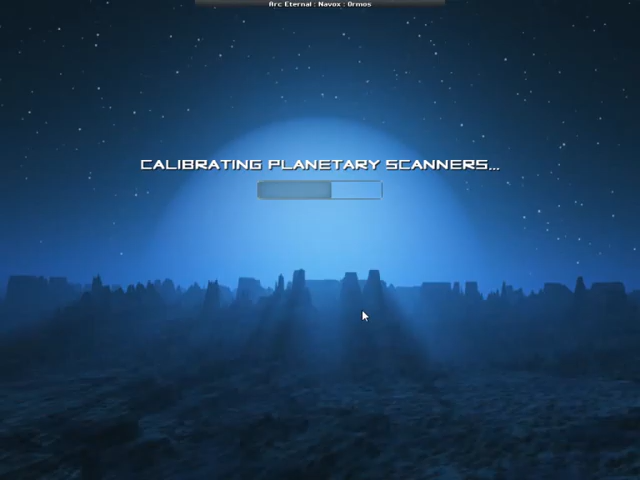 Arc Eternal : Navox : Ormos
CALIBRATING PLANETARY SCANNERS...